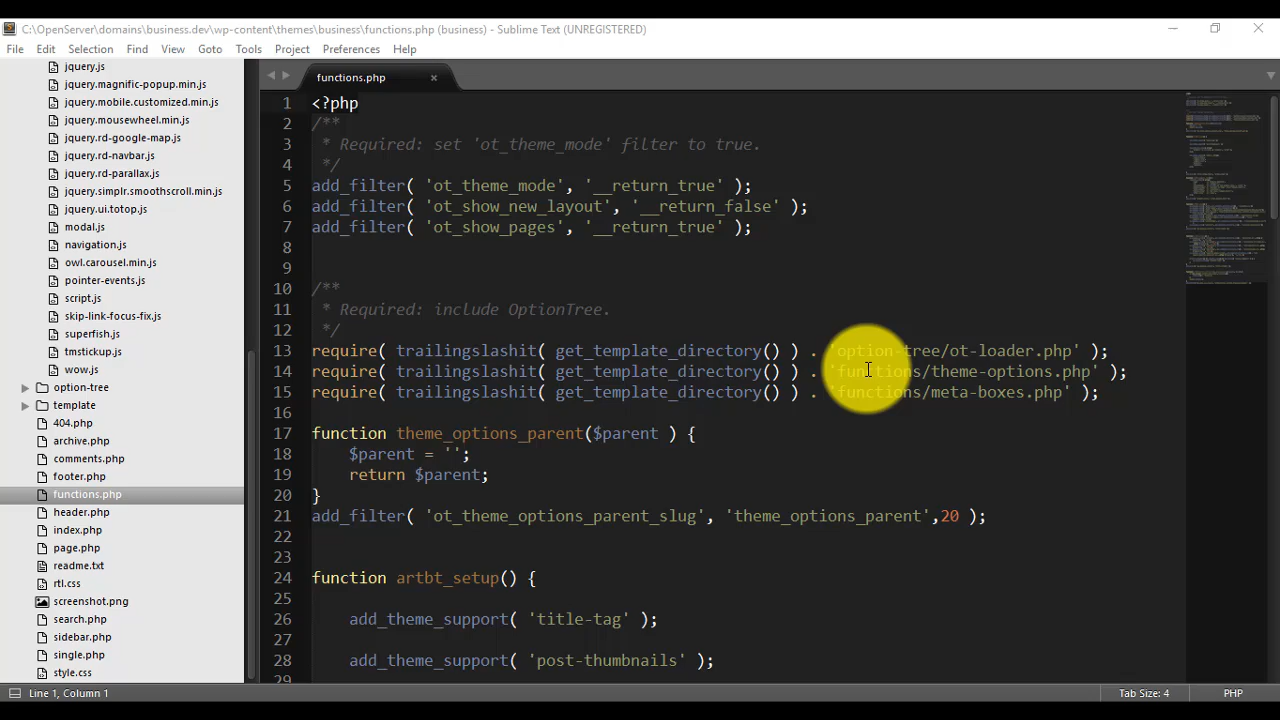 C:\OpenServer\domains\business.dev\wp-content\themes\business\functions.php (business) - Sublime Text (UNREGISTERED)
File Edit Selection Find View Goto Tools Project Preferences Help
jquery.js
jquery.magnific-popup.min.js
jquery.mobile.customized.min.js
jquery.mousewheel.min.js
jquery.rd-google-map.js
jquery.rd-navbar.js
jquery.rd-parallax.js
jquery.simplr.smoothscroll.min.js
jquery.ui.totop.js
modal.js
navigation.js
owl.carousel.min.js
pointer-events.js
script.js
skip-link-focus-fix.js
superfish.js
tmstickup.js
wow.js
option-tree
template
404.php
archive.php
comments.php
footer.php
functions.php
header.php
index.php
page.php
readme.txt
rtl.css
screenshot.png
search.php
sidebar.php
single.php
style.css
functions.php
1 <?php
2 /**
3  * Required: set 'ot_theme_mode' filter to true.
4  */
5 add_filter( 'ot_theme_mode', '__return_true' );
6 add_filter( 'ot_show_new_layout', '__return_false' );
7 add_filter( 'ot_show_pages', '__return_true' );
8
9
10 /**
11  * Required: include OptionTree.
12  */
13 require( trailingslashit( get_template_directory() ) . 'option-tree/ot-loader.php' );
14 require( trailingslashit( get_template_directory() ) . 'functions/theme-options.php' );
15 require( trailingslashit( get_template_directory() ) . 'functions/meta-boxes.php' );
16
17 function theme_options_parent($parent ) {
18     $parent = '';
19     return $parent;
20 }
21 add_filter( 'ot_theme_options_parent_slug', 'theme_options_parent',20 );
22
23
24 function artbt_setup() {
25
26     add_theme_support( 'title-tag' );
27
28     add_theme_support( 'post-thumbnails' );
29
Line 1, Column 1
Tab Size: 4
PHP